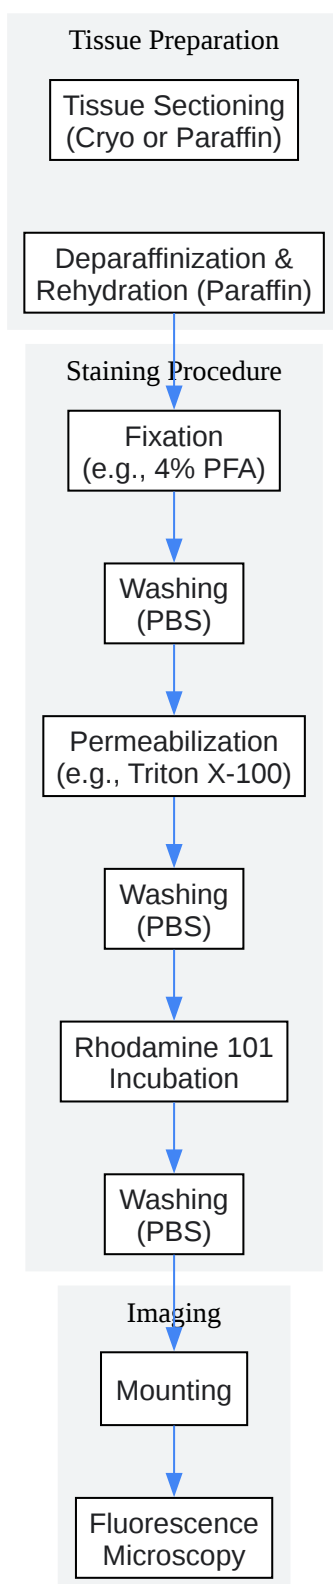 Tissue Preparation
Tissue Sectioning
(Cryo or Paraffin)
Deparaffinization &
Rehydration (Paraffin)
Staining Procedure
Fixation
(e.g., 4% PFA)
Washing
(PBS)
Permeabilization
(e.g., Triton X-100)
Washing
(PBS)
Rhodamine 101
Incubation
Washing
(PBS)
Imaging
Mounting
Fluorescence
Microscopy